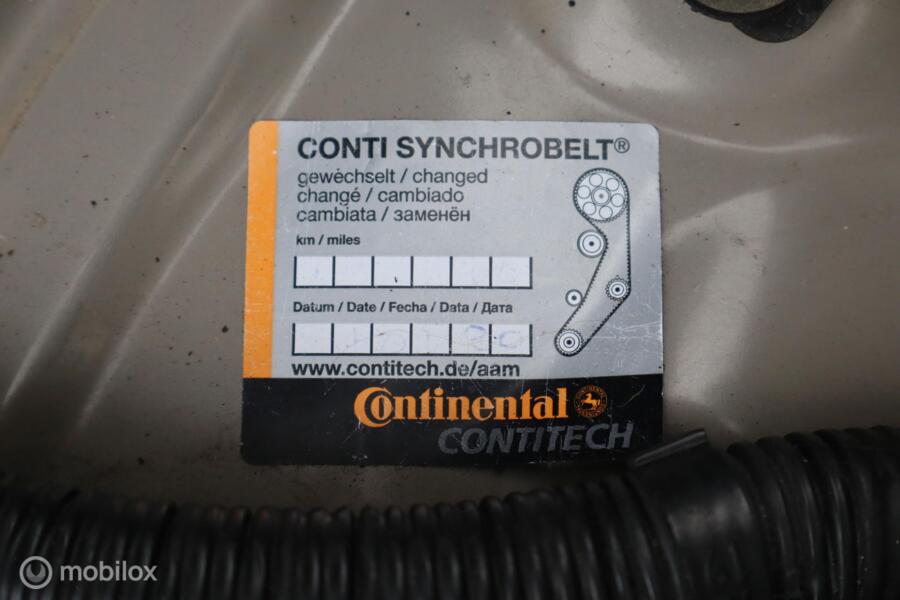 CONTI SYNCHROBELT®
gewechselt / changed
changé / cambiado
cambiata / заменён
km / miles
Datum / Date / Fecha / Data / Дата
www.contitech.de/aam
Continental
CONTITECH
mobilox